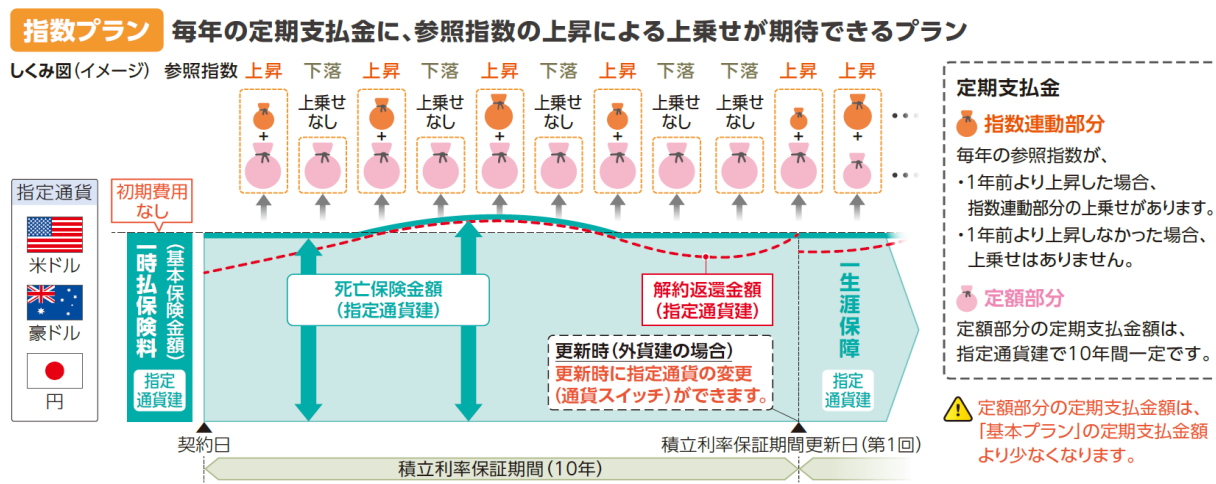 指数プラン 毎年の定期支払金に、参照指数の上昇による上乗せが期待できるプラン
しくみ図(イメージ) 参照指数 上昇 下落 上昇 下落 上昇 下落 上昇 下落 下落 上昇 上昇
上乗せ 上乗せ 上乗せ 上乗せ 上乗せ
なし なし なし なし なし
+ + + + + +
指定通貨
米ドル
豪ドル
円
初期費用
なし
一時払保険料
(基本保険金額)
指定
通貨建
死亡保険金額
(指定通貨建)
解約返還金額
(指定通貨建)
更新時(外貨建の場合)
更新時に指定通貨の変更
(通貨スイッチ)ができます。
一生涯保障
指定
通貨建
契約日
積立利率保証期間更新日(第1回)
積立利率保証期間(10年)
定期支払金
指数連動部分
毎年の参照指数が、
・1年前より上昇した場合、
指数連動部分の上乗せがあります。
・1年前より上昇しなかった場合、
上乗せはありません。
定額部分
定額部分の定期支払金額は、
指定通貨建で10年間一定です。
定額部分の定期支払金額は、
「基本プラン」の定期支払金額
より少なくなります。